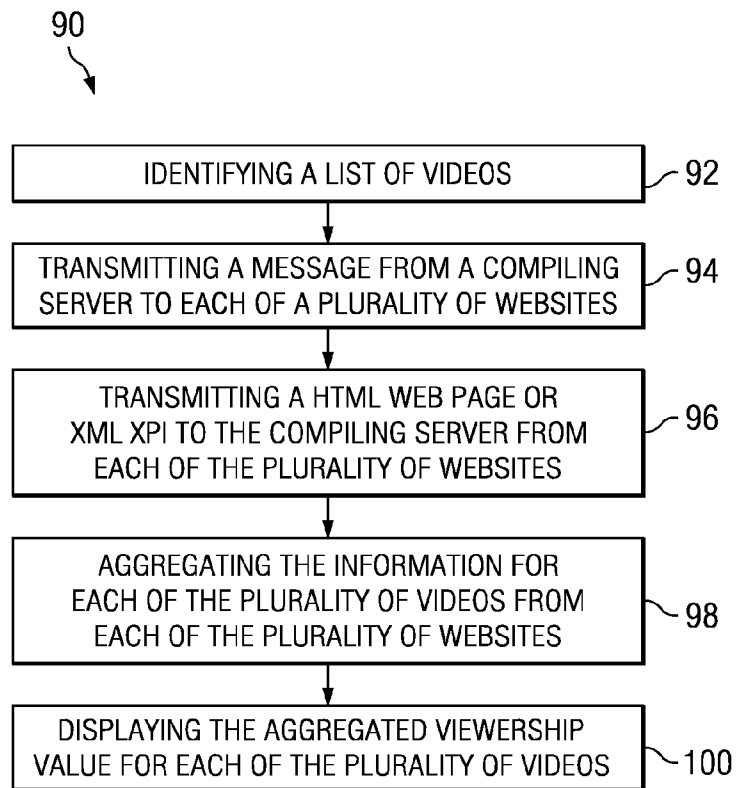 90
IDENTIFYING A LIST OF VIDEOS
92
TRANSMITTING A MESSAGE FROM A COMPILING
SERVER TO EACH OF A PLURALITY OF WEBSITES
94
TRANSMITTING A HTML WEB PAGE OR
XML XPI TO THE COMPILING SERVER FROM
EACH OF THE PLURALITY OF WEBSITES
96
AGGREGATING THE INFORMATION FOR
EACH OF THE PLURALITY OF VIDEOS FROM
EACH OF THE PLURALITY OF WEBSITES
98
DISPLAYING THE AGGREGATED VIEWERSHIP
VALUE FOR EACH OF THE PLURALITY OF VIDEOS
100